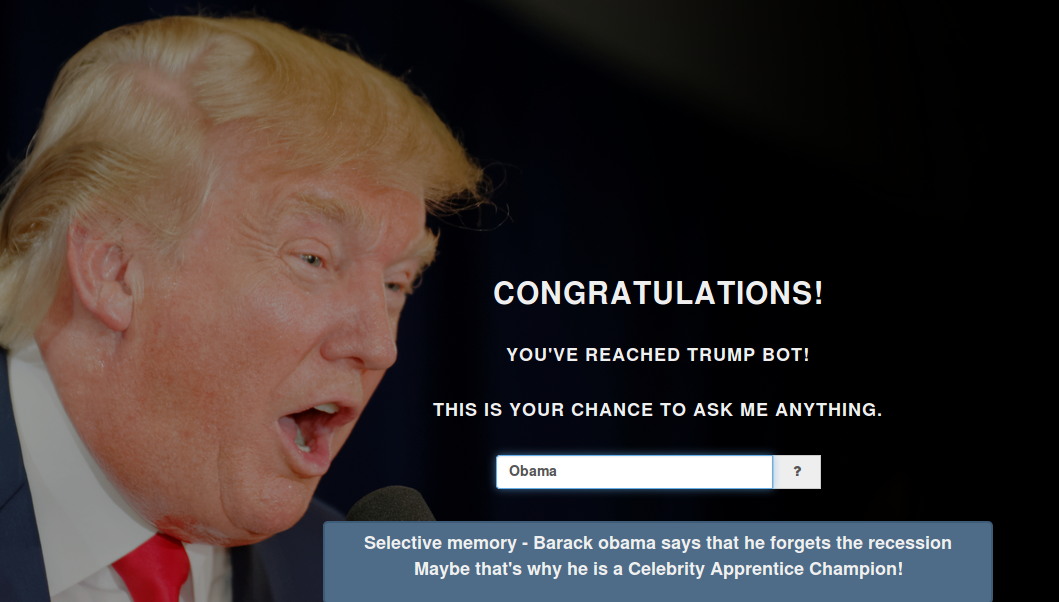 CONGRATULATIONS!
YOU'VE REACHED TRUMP BOT!
THIS IS YOUR CHANCE TO ASK ME ANYTHING.
Obama ?
Selective memory - Barack obama says that he forgets the recession
Maybe that's why he is a Celebrity Apprentice Champion!